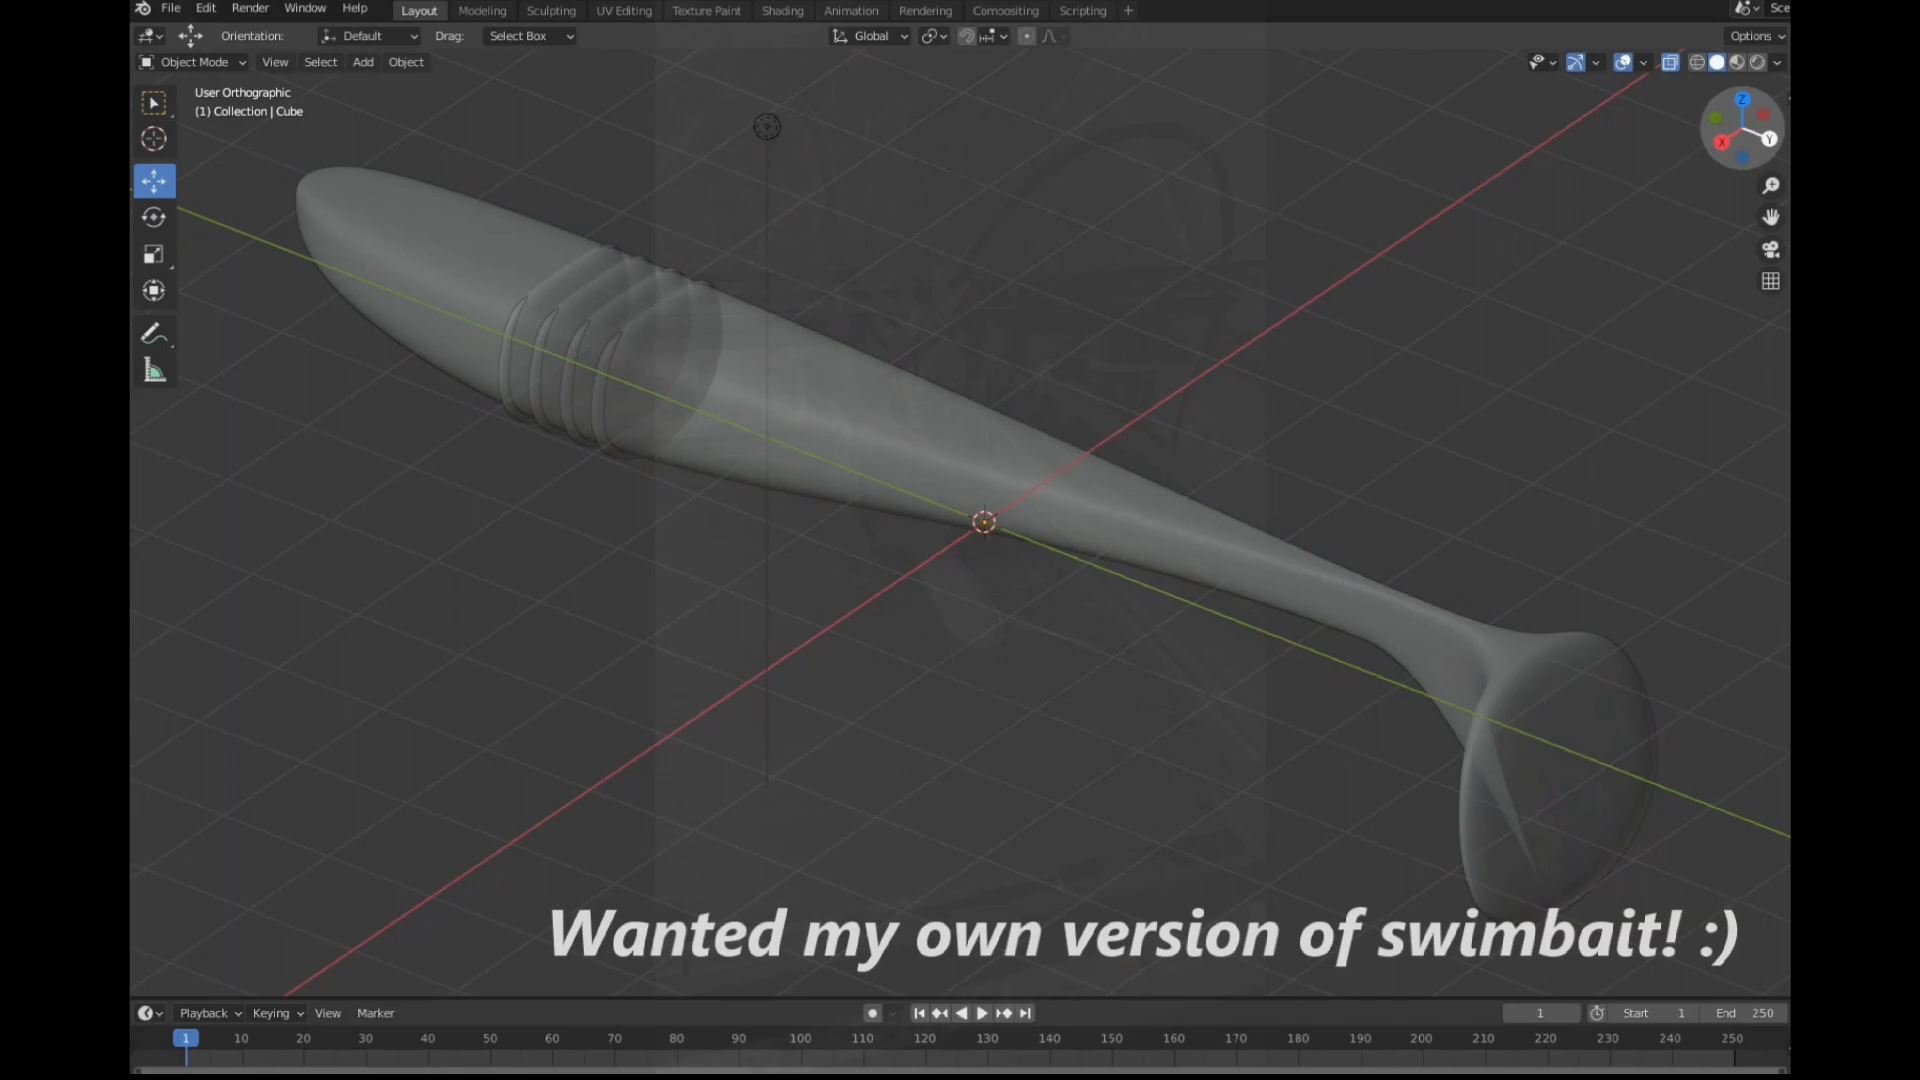 File Edit Render Window Help Layout Modeling Sculpting UV Editing Texture Paint Shading Animation Rendering Compositing Scripting + Sce
Orientation: Default Drag: Select Box Global Options
Object Mode View Select Add Object
User Orthographic
(1) Collection | Cube
Z
Y
X
Wanted my own version of swimbait! :)
Playback Keying View Marker 1 Start 1 End 250
1 10 20 30 40 50 60 70 80 90 100 110 120 130 140 150 160 170 180 190 200 210 220 230 240 250